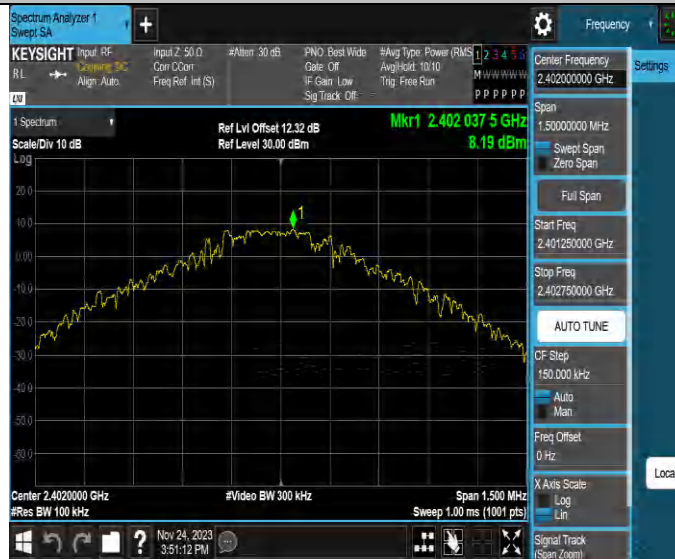 Spectrum Analyzer 1
Swept SA
+
Frequency
KEYSIGHT
RL
Input: RF
Align: Auto
Input Z: 50 Ω
Corr CCorr
Freq Ref: Int (S)
#Atten: 30 dB
PNO: Best Wide
Gate: Off
IF Gain: Low
Sig Track: Off
#Avg Type: Power (RMS
Avg|Hold: 10/10
Trig: Free Run
1 2 3 4 5 6
M W W W W W
P P P P P P
LXI
1 Spectrum
Scale/Div 10 dB
Ref Lvl Offset 12.32 dB
Ref Level 30.00 dBm
Mkr1 2.402 037 5 GHz
8.19 dBm
Log
20.0
10.0
0.00
-10.0
-20.0
-30.0
-40.0
-50.0
-60.0
1
Center 2.4020000 GHz
#Res BW 100 kHz
#Video BW 300 kHz
Span 1.500 MHz
Sweep 1.00 ms (1001 pts)
Nov 24, 2023
3:51:12 PM
?
Center Frequency
2.402000000 GHz
Settings
Span
1.50000000 MHz
Swept Span
Zero Span
Full Span
Start Freq
2.401250000 GHz
Stop Freq
2.402750000 GHz
AUTO TUNE
CF Step
150.000 kHz
Auto
Man
Freq Offset
0 Hz
X Axis Scale
Log
Lin
Loca
Signal Track
(Span Zoom)